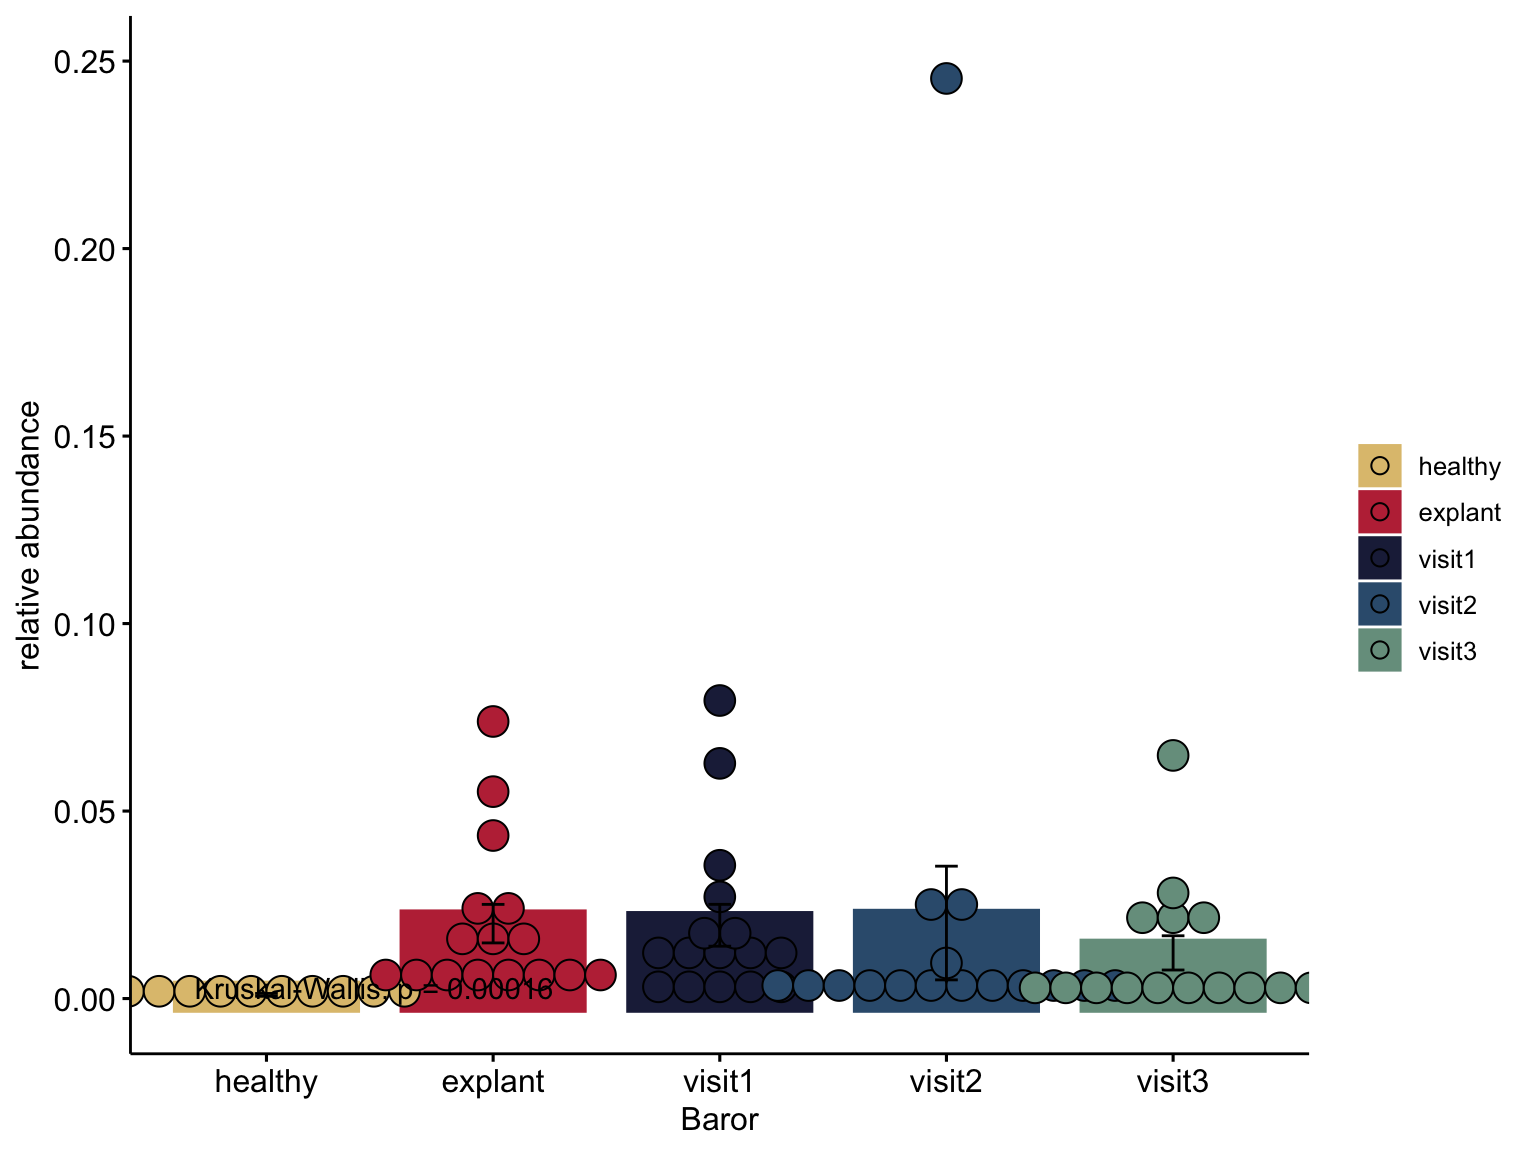 0.25
0.20
0.15
0.10
0.05
0.00
relative abundance
Kruskal-Wallis, p = 0.00016
healthy
explant
visit1
visit2
visit3
Baror
healthy
explant
visit1
visit2
visit3